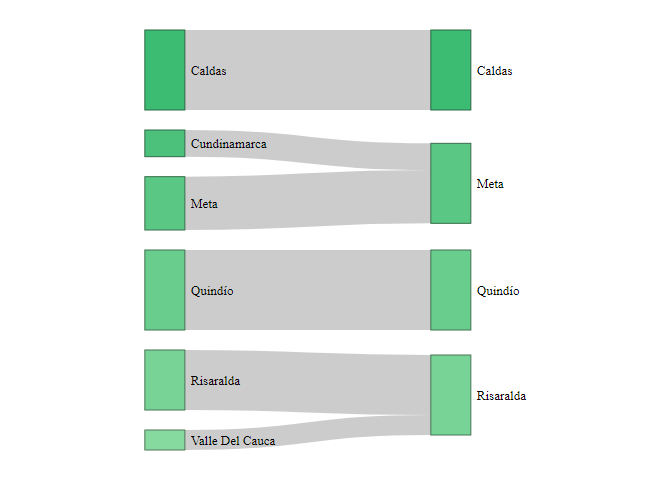 Caldas
Cundinamarca
Meta
Quindío
Risaralda
Valle Del Cauca
Caldas
Meta
Quindío
Risaralda